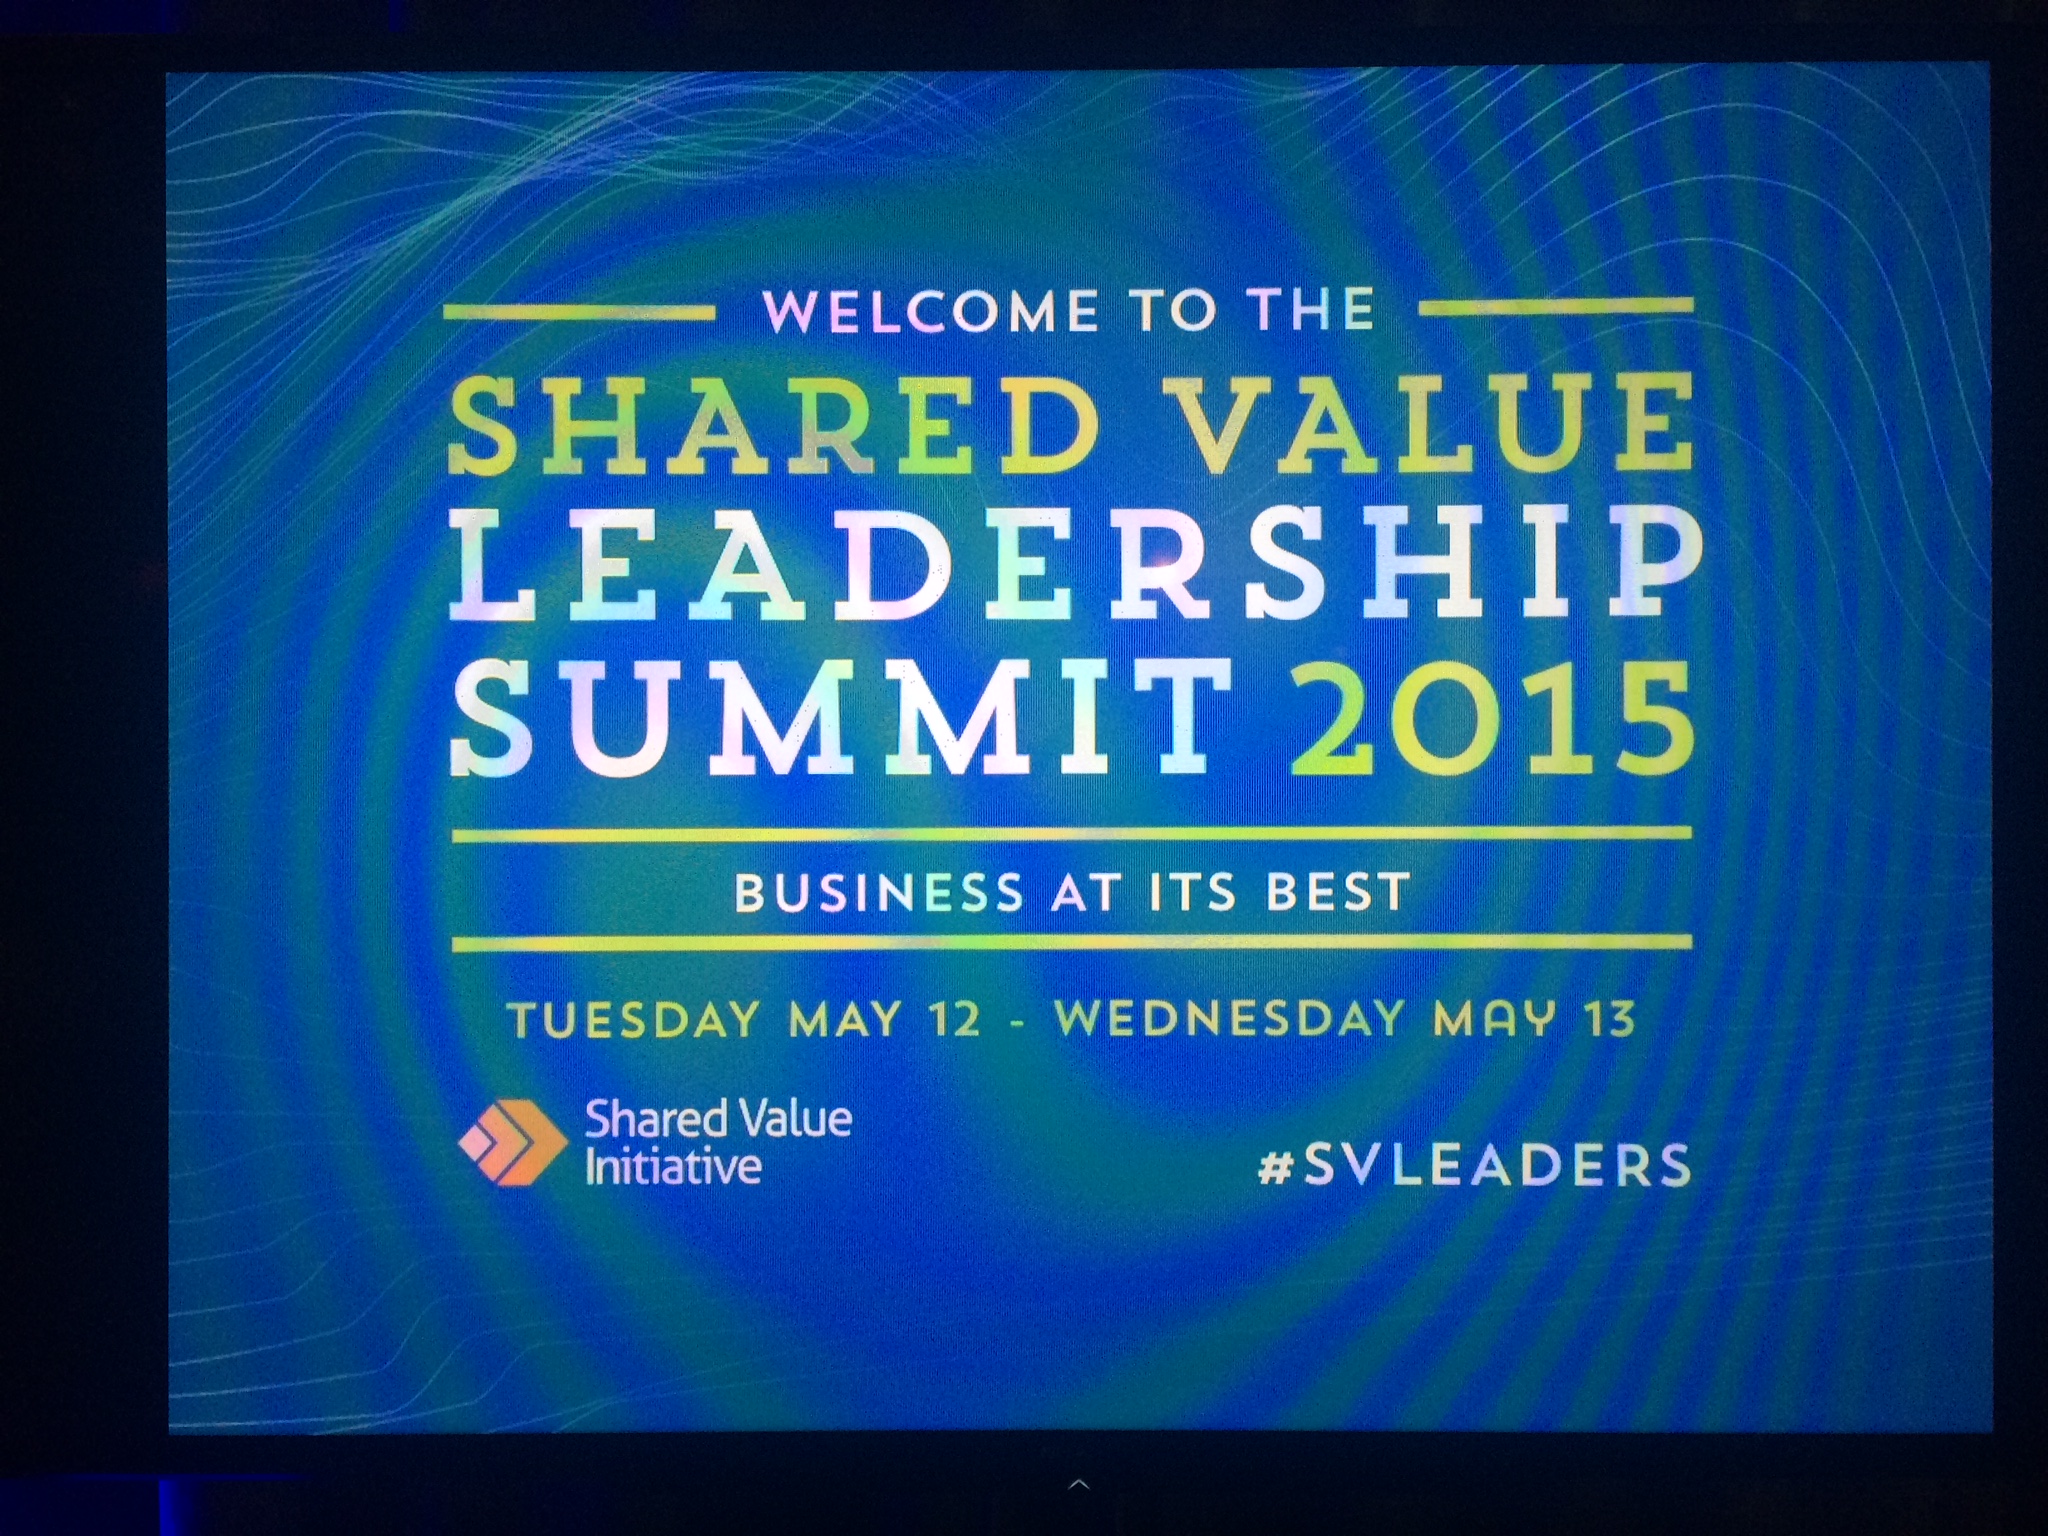 WELCOME TO THE
SHARED VALUE
LEADERSHIP
SUMMIT 2015
BUSINESS AT ITS BEST
TUESDAY MAY 12 - WEDNESDAY MAY 13
Shared Value
Initiative
#SVLEADERS